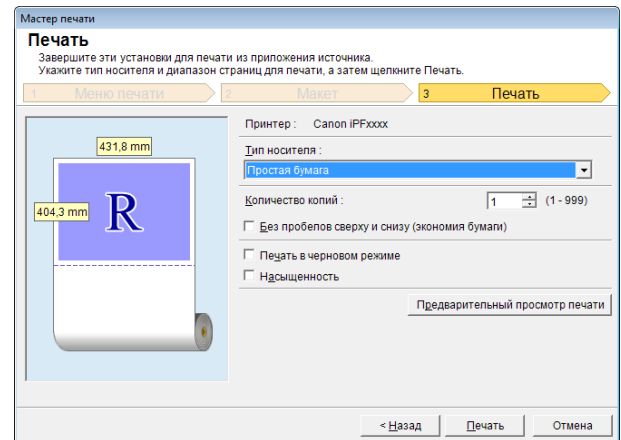 Мастер печати
Печать
Завершите эти установки для печати из приложения источника.
Укажите тип носителя и диапазон страниц для печати, а затем щелкните Печать.
1 Меню печати 2 Макет 3 Печать
431,8 mm
404,3 mm
R
Принтер : Canon iPFxxxx
Тип носителя :
Простая бумага
Количество копий : 1 (1 - 999)
Без пробелов сверху и снизу (экономия бумаги)
Печать в черновом режиме
Насыщенность
Предварительный просмотр печати
< Назад Печать Отмена